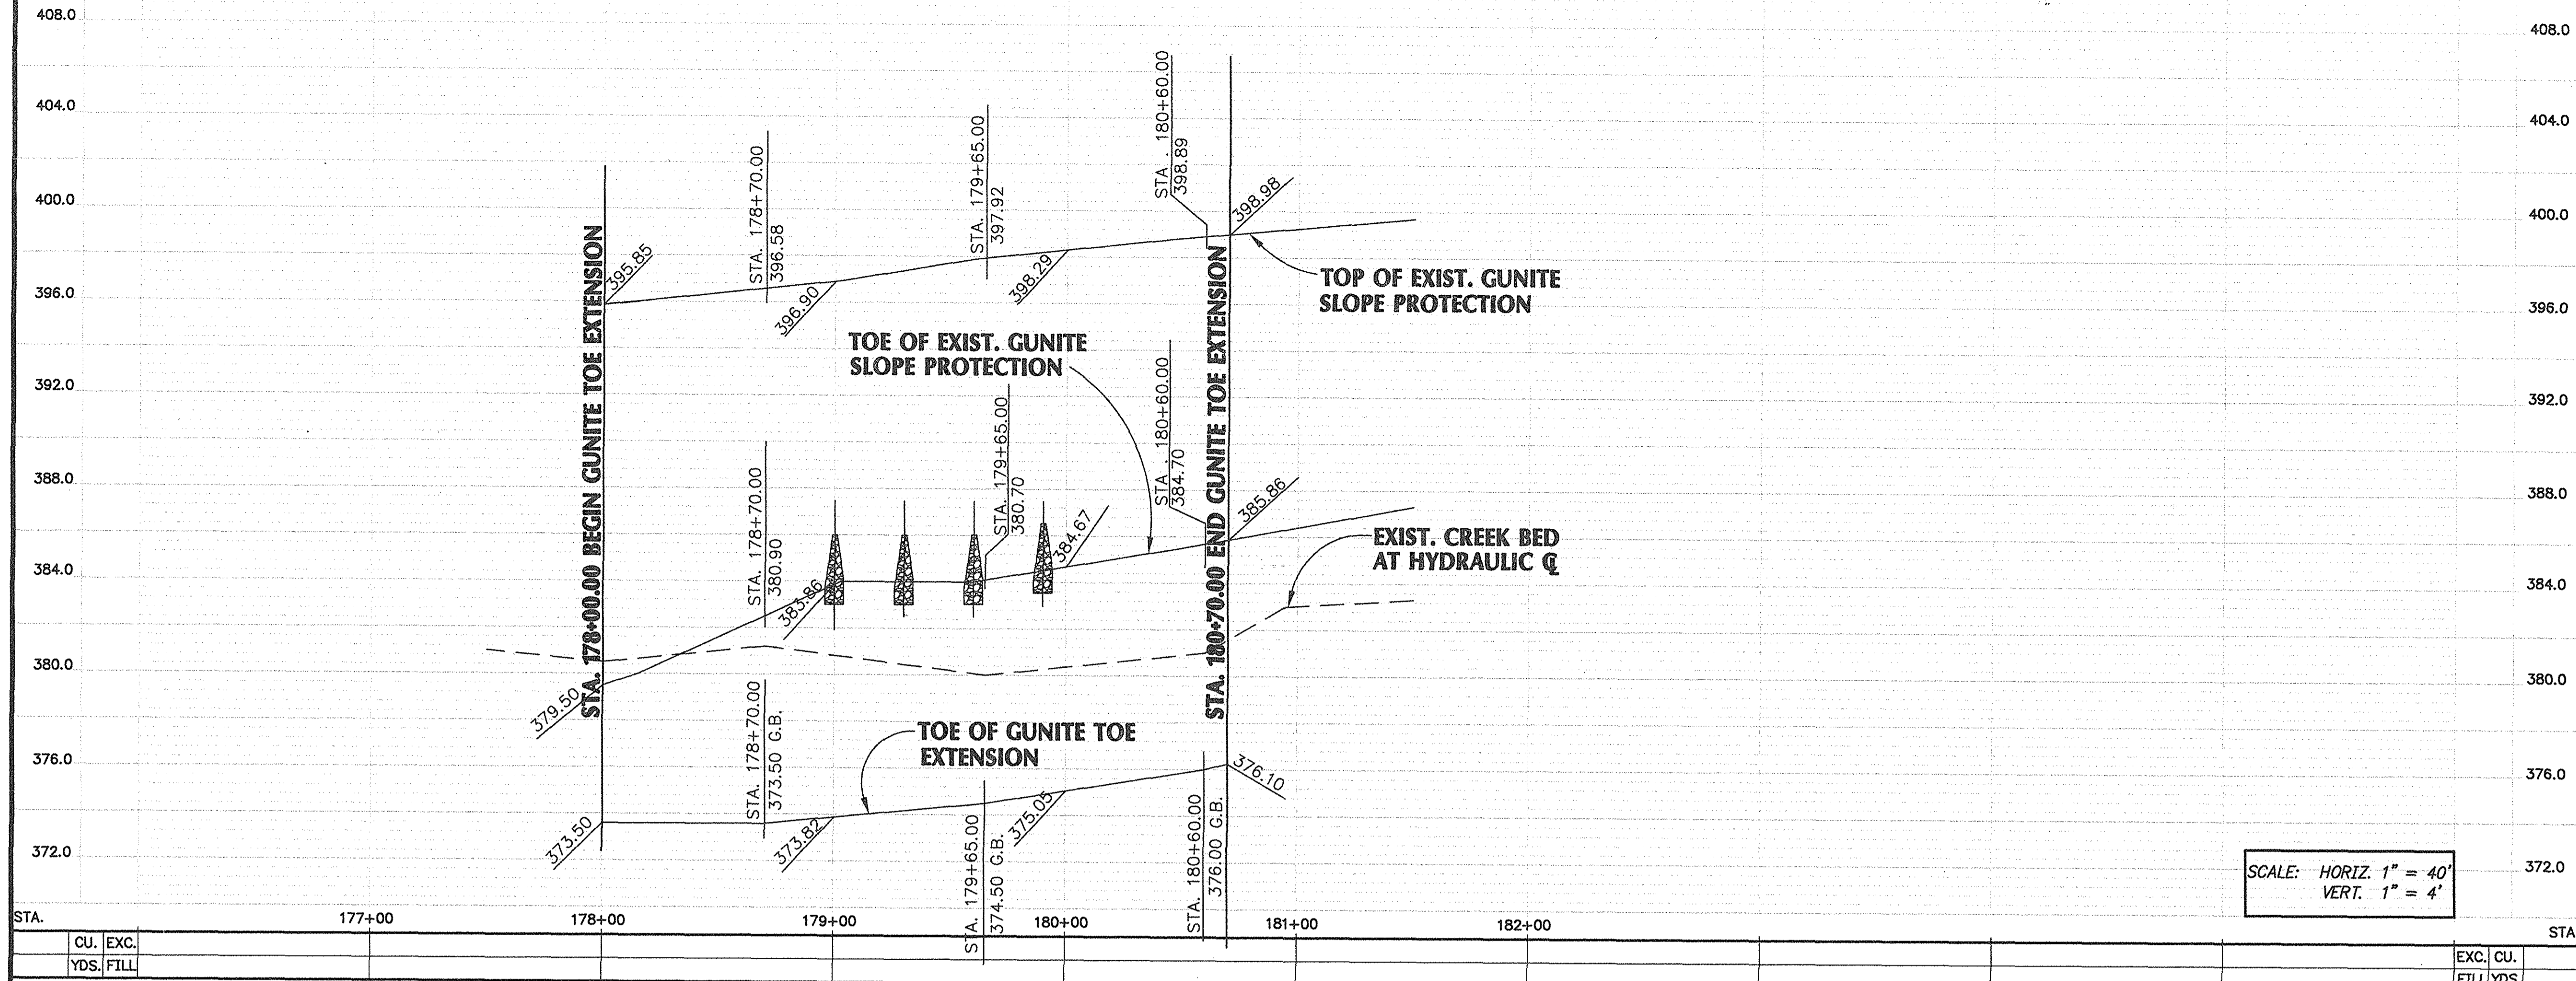 408.0
408.0
404.0
404.0
400.0
400.0
396.0
396.0
392.0
392.0
388.0
388.0
384.0
384.0
380.0
380.0
376.0
376.0
372.0
372.0
STA. 178+00.00 BEGIN GUNITE TOE EXTENSION
395.85
STA. 178+70.00
396.58
396.90
STA. 179+65.00
397.92
398.29
STA. 180+60.00
398.89
398.98
TOP OF EXIST. GUNITE
SLOPE PROTECTION
STA. 180+70.00 END GUNITE TOE EXTENSION
TOE OF EXIST. GUNITE
SLOPE PROTECTION
379.50
STA. 178+70.00
380.90
383.86
STA. 179+65.00
380.70
384.67
STA. 180+60.00
384.70
385.86
EXIST. CREEK BED
AT HYDRAULIC ℄
TOE OF GUNITE TOE
EXTENSION
373.50
STA. 178+70.00
373.50 G.B.
373.82
STA. 179+65.00
374.50 G.B.
375.05
STA. 180+60.00
376.00 G.B.
376.10
SCALE: HORIZ. 1" = 40'
VERT. 1" = 4'
STA.
177+00
178+00
179+00
180+00
181+00
182+00
STA
CU. EXC.
YDS. FILL
EXC. CU.
FILL YDS.